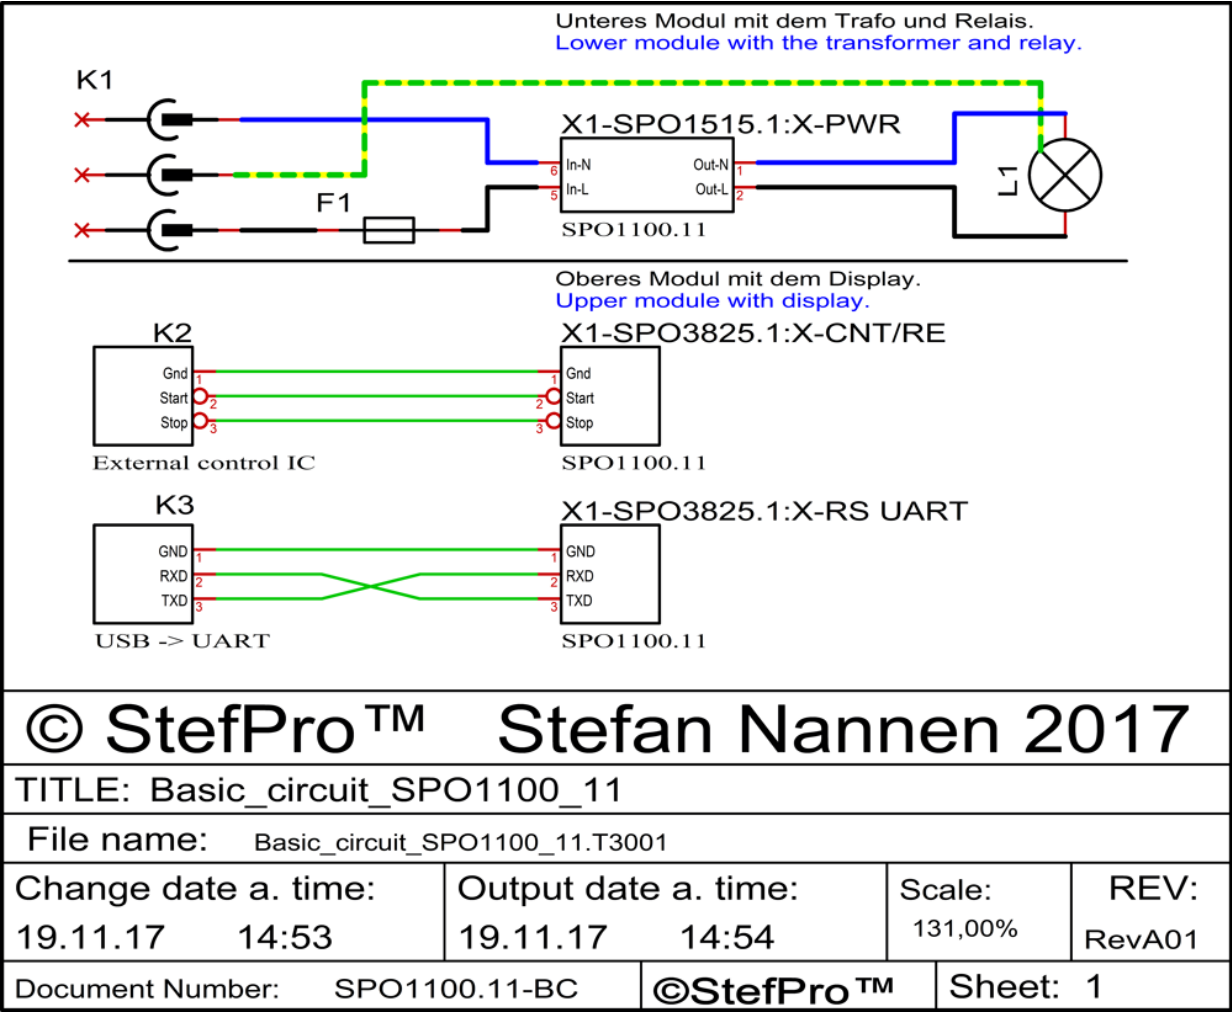 Unteres Modul mit dem Trafo und Relais.
Lower module with the transformer and relay.
K1
X1-SPO1515.1:X-PWR
In-N Out-N
6 1
In-L Out-L
5 2
F1
L1
SPO1100.11
Oberes Modul mit dem Display.
Upper module with display.
K2 X1-SPO3825.1:X-CNT/RE
Gnd 1 1 Gnd
Start 2 2 Start
Stop 3 3 Stop
External control IC SPO1100.11
K3 X1-SPO3825.1:X-RS UART
GND 1 1 GND
RXD 2 2 RXD
TXD 3 3 TXD
USB -> UART SPO1100.11
© StefPro™ Stefan Nannen 2017
TITLE: Basic_circuit_SPO1100_11
File name: Basic_circuit_SPO1100_11.T3001
Change date a. time: Output date a. time: Scale: REV:
19.11.17 14:53 19.11.17 14:54 131,00% RevA01
Document Number: SPO1100.11-BC ©StefPro™ Sheet: 1